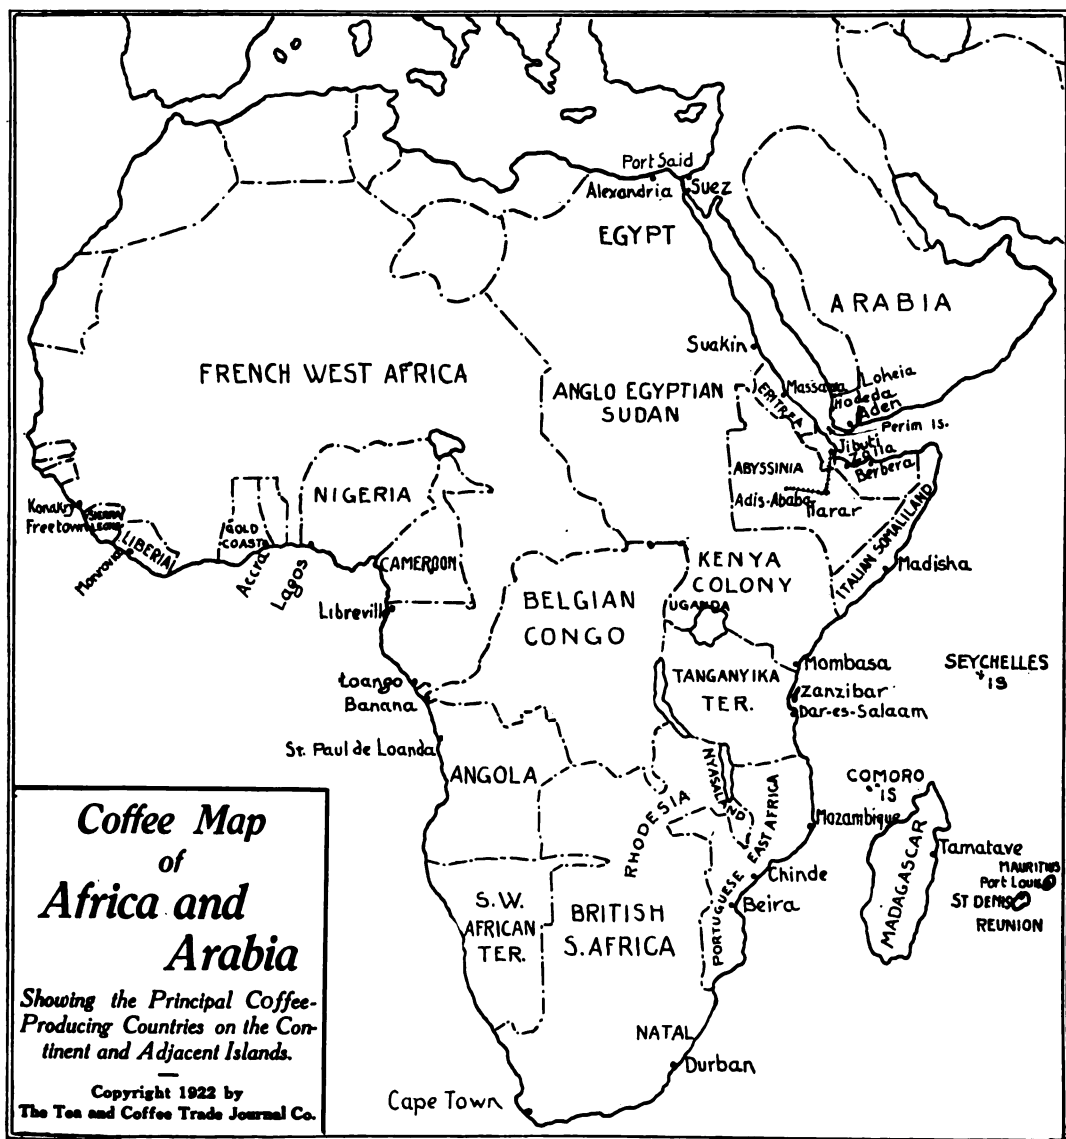 Port Said
Alexandria
Suez
EGYPT
ARABIA
Suakin
FRENCH WEST AFRICA
ANGLO EGYPTIAN
SUDAN
ERITREA
Massawa
Loheia
Hodeda
Aden
Perim Is.
Jibuti
Zeila
Berbera
ABYSSINIA
Adis-Ababa
Harar
NIGERIA
Konakry
Freetown
SIERRA
LEONE
LIBERIA
Monrovia
GOLD
COAST
Accra
Lagos
CAMEROON
ITALIAN SOMALILAND
Madisha
KENYA
COLONY
UGANDA
BELGIAN
CONGO
Librevill
Loango
Banana
TANGANYIKA
TER.
Mombasa
Zanzibar
Dar-es-Salaam
SEYCHELLES
IS
St. Paul de Loanda
ANGOLA
RHODESIA
NYASALAND
PORTUGUESE EAST AFRICA
COMORO
IS
Mozambique
MADAGASCAR
Tamatave
MAURITIUS
Port Louis
ST DENIS
REUNION
Chinde
Beira
S.W.
AFRICAN
TER.
BRITISH
S.AFRICA
NATAL
Durban
Cape Town
Coffee Map
of
Africa and
Arabia
Showing the Principal Coffee-
Producing Countries on the Con-
tinent and Adjacent Islands.
Copyright 1922 by
The Tea and Coffee Trade Journal Co.